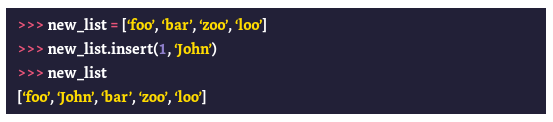 >>> new_list = [‘foo’, ‘bar’, ‘zoo’, ‘loo’]
>>> new_list.insert(1, ‘John’)
>>> new_list
[‘foo’, ‘John’, ‘bar’, ‘zoo’, ‘loo’]